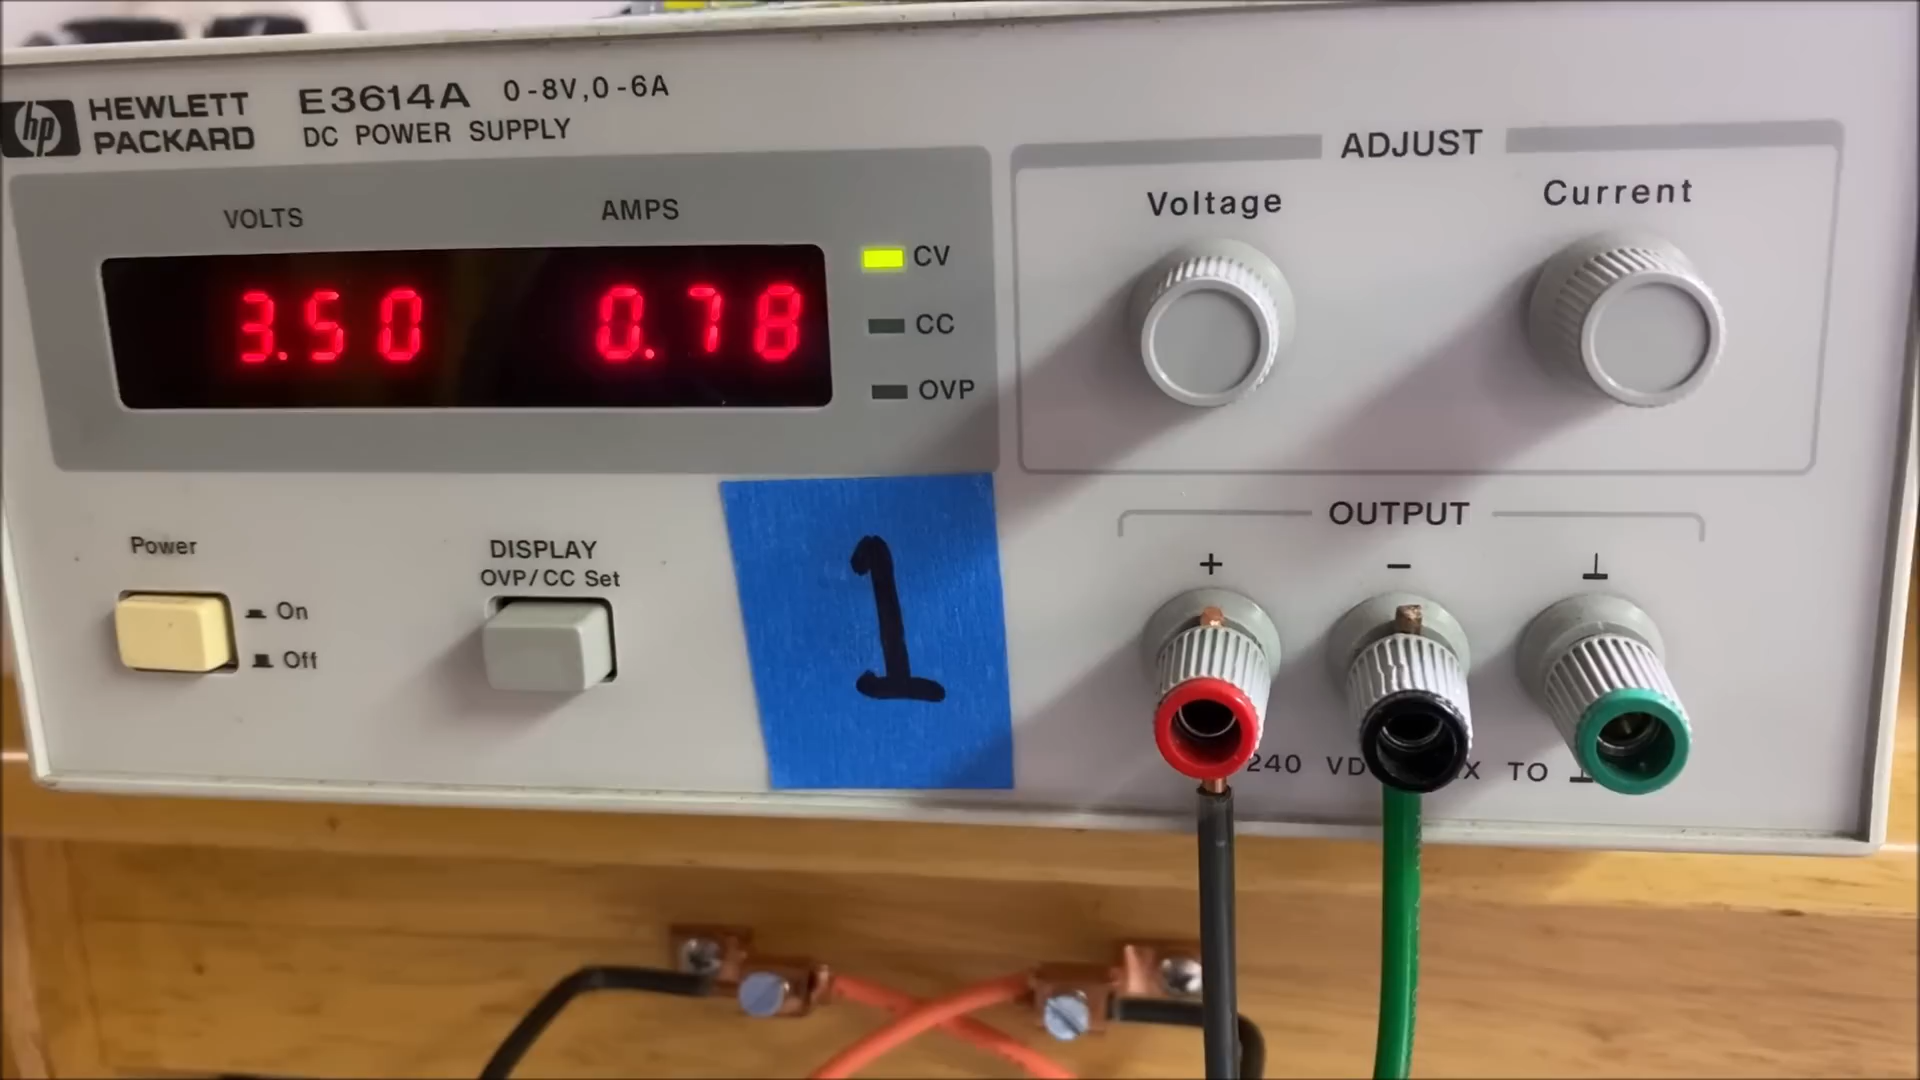 hp HEWLETT PACKARD E3614A 0-8V,0-6A
DC POWER SUPPLY
VOLTS AMPS
3.50 0.78
CV
CC
OVP
ADJUST
Voltage Current
Power
On
Off
DISPLAY
OVP/CC Set
1
OUTPUT
+ − ⊥
240 TO ⊥